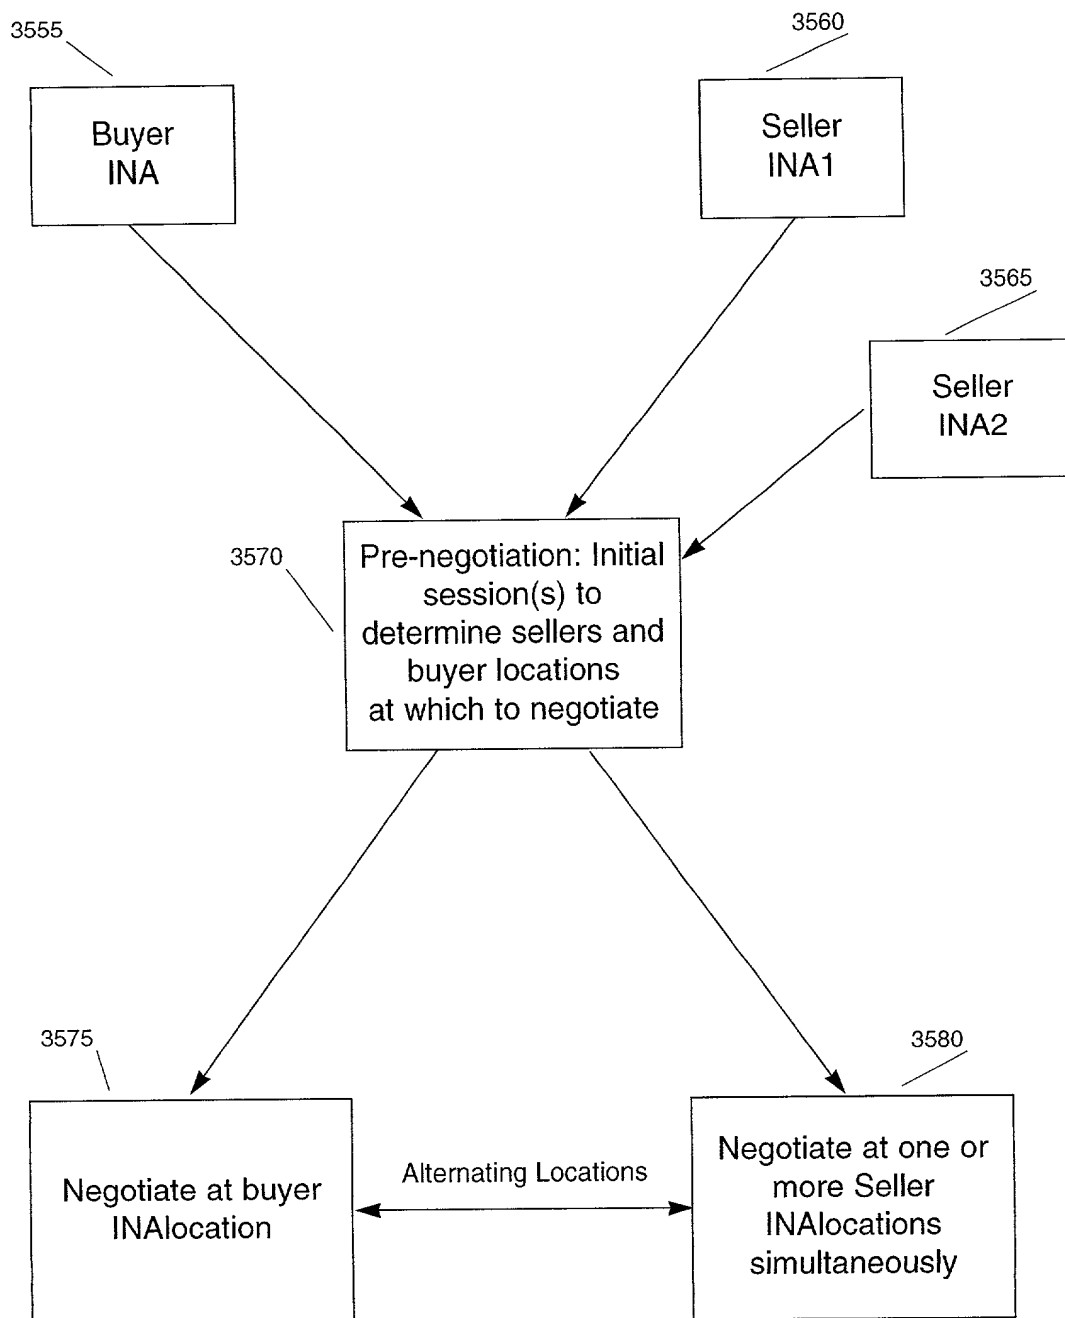 3555
3560
Buyer
INA
Seller
INA1
3565
Seller
INA2
3570
Pre-negotiation: Initial
session(s) to
determine sellers and
buyer locations
at which to negotiate
3575
3580
Negotiate at buyer
INAlocation
Alternating Locations
Negotiate at one or
more Seller
INAlocations
simultaneously